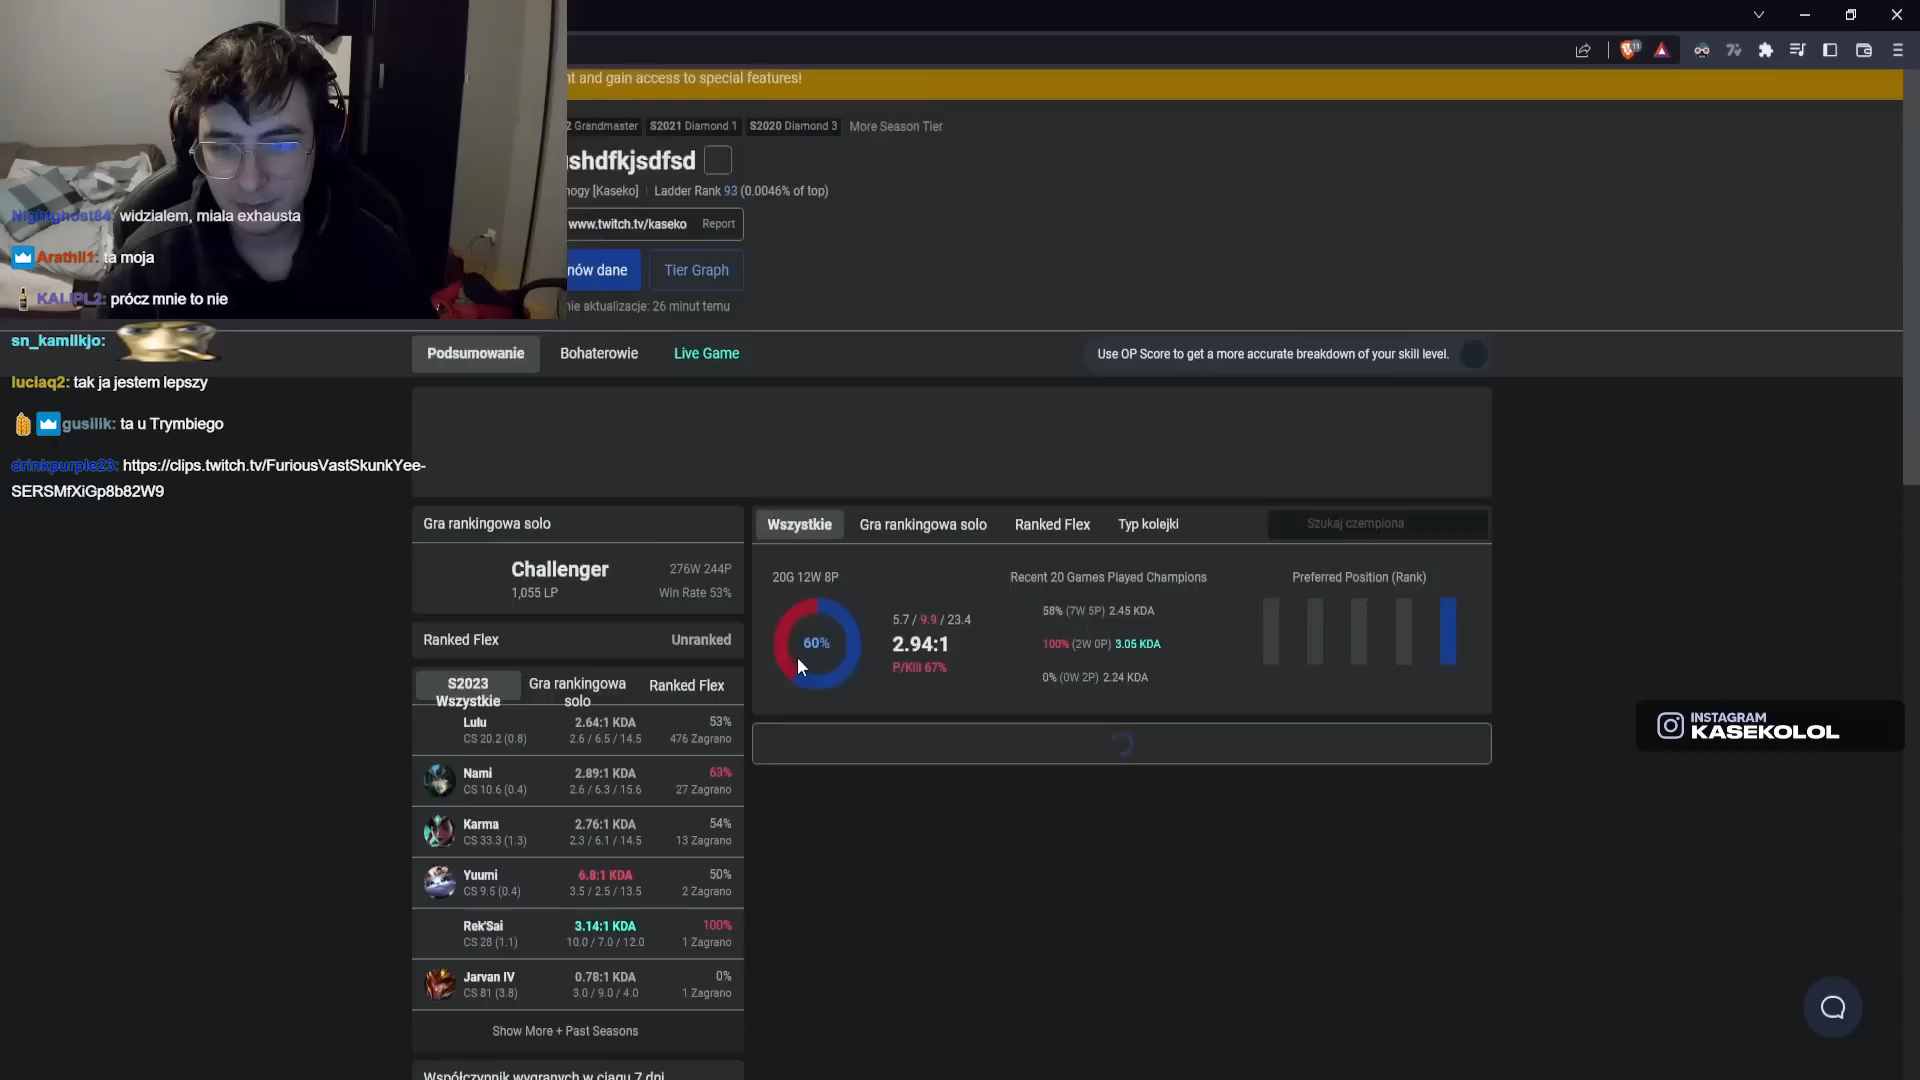 nt and gain access to special features!
2 Grandmaster S2021 Diamond 1 S2020 Diamond 3 More Season Tier
shdfkjsdfsd
nogy [Kaseko] Ladder Rank 93 (0.0046% of top)
www.twitch.tv/kaseko Report
nów dane Tier Graph
nie aktualizacje: 26 minut temu
Nightghost84: widzialem, miala exhausta
Arathil1: ta moja
KALIPL2: prócz mnie to nie
sn_kamilkjo:
luciaq2: tak ja jestem lepszy
gusilik: ta u Trymbiego
drinkpurple23: https://clips.twitch.tv/FuriousVastSkunkYee-
SERSMfXiGp8b82W9
Podsumowanie Bohaterowie Live Game
Use OP Score to get a more accurate breakdown of your skill level.
Gra rankingowa solo
Challenger 276W 244P
1,055 LP Win Rate 53%
Ranked Flex Unranked
S2023 Wszystkie Gra rankingowa solo Ranked Flex
Lulu 2.64:1 KDA 53%
CS 20.2 (0.8) 2.6 / 6.5 / 14.5 476 Zagrano
Nami 2.89:1 KDA 63%
CS 10.6 (0.4) 2.6 / 6.3 / 15.6 27 Zagrano
Karma 2.76:1 KDA 54%
CS 33.3 (1.3) 2.3 / 6.1 / 14.5 13 Zagrano
Yuumi 6.8:1 KDA 50%
CS 9.5 (0.4) 3.5 / 2.5 / 13.5 2 Zagrano
Rek'Sai 3.14:1 KDA 100%
CS 28 (1.1) 10.0 / 7.0 / 12.0 1 Zagrano
Jarvan IV 0.78:1 KDA 0%
CS 81 (3.8) 3.0 / 9.0 / 4.0 1 Zagrano
Show More + Past Seasons
Współczynnik wygranych w ciągu 7 dni
Wszystkie Gra rankingowa solo Ranked Flex Typ kolejki Szukaj czempiona
20G 12W 8P Recent 20 Games Played Champions Preferred Position (Rank)
60%
5.7 / 9.9 / 23.4
2.94:1
P/Kill 67%
58% (7W 5P) 2.45 KDA
100% (2W 0P) 3.05 KDA
0% (0W 2P) 2.24 KDA
INSTAGRAM
KASEKOLOL